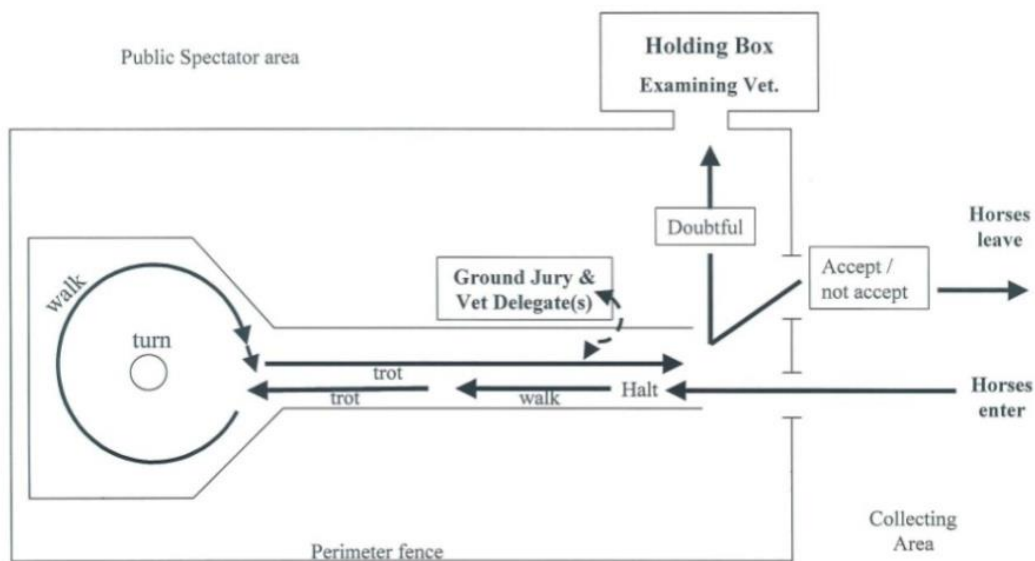 Public Spectator area
Holding Box
Examining Vet.
Doubtful
Horses
leave
Accept /
not accept
Ground Jury &
Vet Delegate(s)
walk
turn
trot
trot
walk
Halt
Horses
enter
Collecting
Area
Perimeter fence